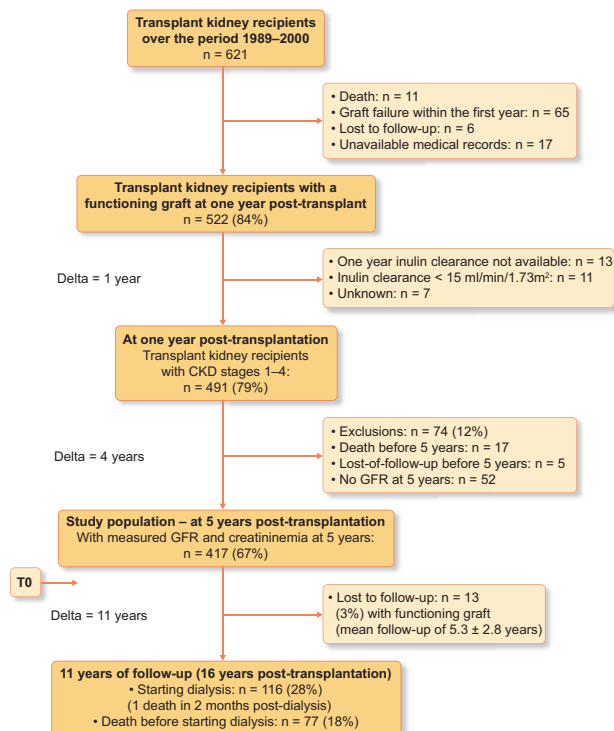 Transplant kidney recipients
over the period 1989–2000
n = 621
• Death: n = 11
• Graft failure within the first year: n = 65
• Lost to follow-up: n = 6
• Unavailable medical records: n = 17
Transplant kidney recipients with a
functioning graft at one year post-transplant
n = 522 (84%)
Delta = 1 year
• One year inulin clearance not available: n = 13
• Inulin clearance < 15 ml/min/1.73m²: n = 11
• Unknown: n = 7
At one year post-transplantation
Transplant kidney recipients
with CKD stages 1–4:
n = 491 (79%)
Delta = 4 years
• Exclusions: n = 74 (12%)
• Death before 5 years: n = 17
• Lost-of-follow-up before 5 years: n = 5
• No GFR at 5 years: n = 52
Study population – at 5 years post-transplantation
With measured GFR and creatininemia at 5 years:
n = 417 (67%)
T0
Delta = 11 years
• Lost to follow-up: n = 13
(3%) with functioning graft
(mean follow-up of 5.3 ± 2.8 years)
11 years of follow-up (16 years post-transplantation)
• Starting dialysis: n = 116 (28%)
(1 death in 2 months post-dialysis)
• Death before starting dialysis: n = 77 (18%)